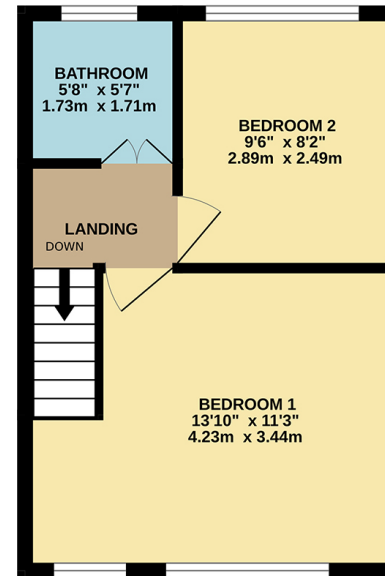 BATHROOM
5'8" x 5'7"
1.73m x 1.71m
BEDROOM 2
9'6" x 8'2"
2.89m x 2.49m
LANDING
DOWN
BEDROOM 1
13'10" x 11'3"
4.23m x 3.44m